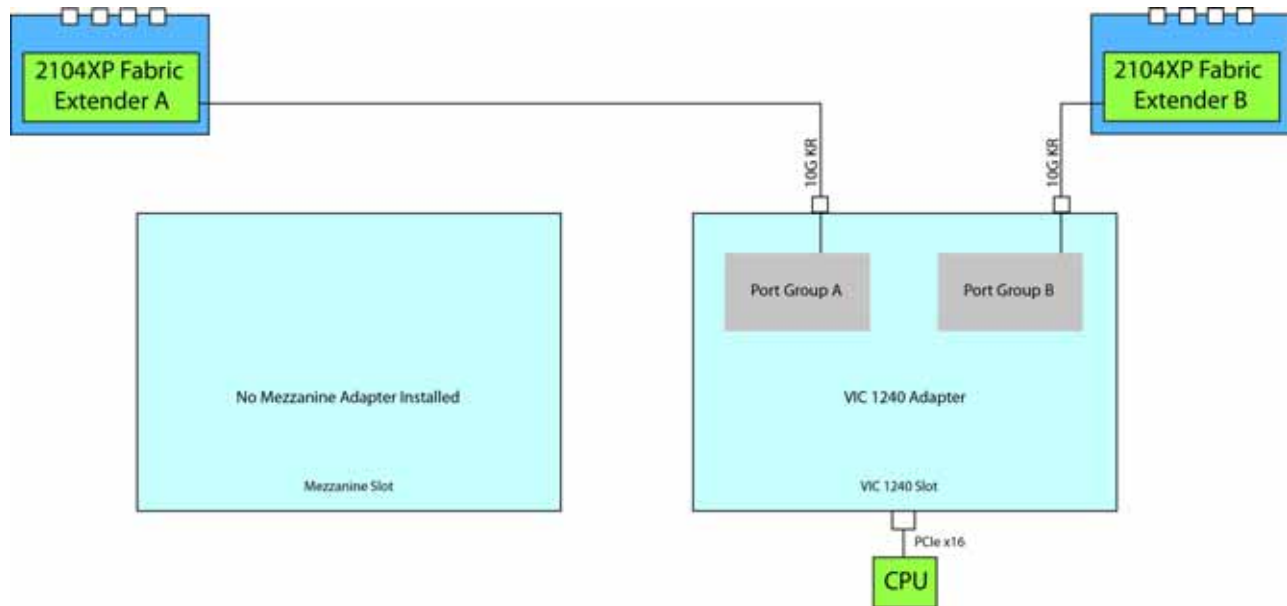 2104XP Fabric
Extender A
2104XP Fabric
Extender B
10G KR
10G KR
Port Group A
Port Group B
No Mezzanine Adapter Installed
VIC 1240 Adapter
Mezzanine Slot
VIC 1240 Slot
PCIe x16
CPU